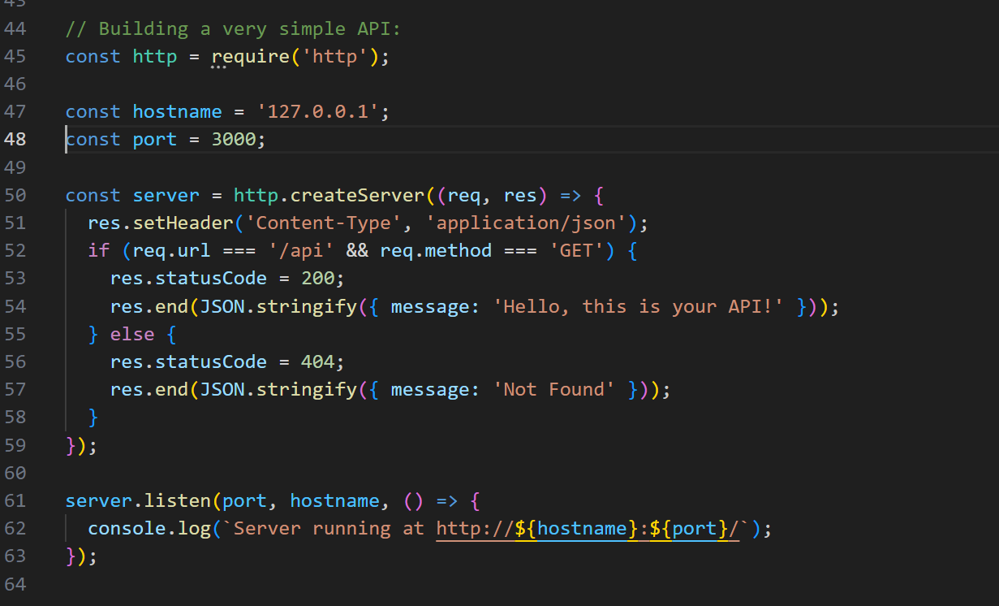 43
44 // Building a very simple API:
45 const http = require('http');
46
47 const hostname = '127.0.0.1';
48 const port = 3000;
49
50 const server = http.createServer((req, res) => {
51   res.setHeader('Content-Type', 'application/json');
52   if (req.url === '/api' && req.method === 'GET') {
53     res.statusCode = 200;
54     res.end(JSON.stringify({ message: 'Hello, this is your API!' }));
55   } else {
56     res.statusCode = 404;
57     res.end(JSON.stringify({ message: 'Not Found' }));
58   }
59 });
60
61 server.listen(port, hostname, () => {
62   console.log(`Server running at http://${hostname}:${port}/`);
63 });
64